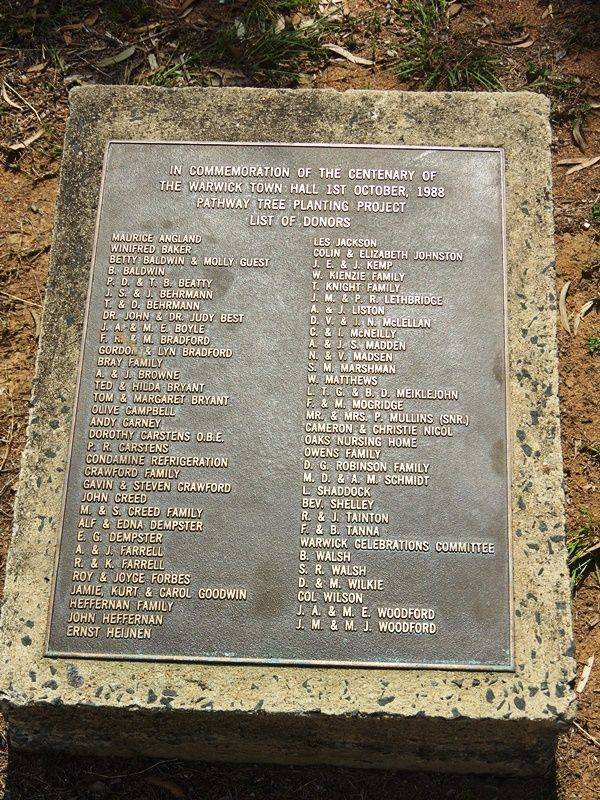 IN COMMEMORATION OF THE CENTENARY OF
THE WARWICK TOWN HALL 1ST OCTOBER, 1988
PATHWAY TREE PLANTING PROJECT
LIST OF DONORS
MAURICE ANGLAND
WINIFRED BAKER
BETTY BALDWIN & MOLLY GUEST
B. BALDWIN
P. D. & T. B. BEATTY
J. S. & J. BEHRMANN
T. & D. BEHRMANN
DR. JOHN & DR. JUDY BEST
J. A. & M. E. BOYLE
F. R. & M. BRADFORD
GORDON & LYN BRADFORD
BRAY FAMILY
A. & J. BROWNE
TED & HILDA BRYANT
TOM & MARGARET BRYANT
OLIVE CAMPBELL
ANDY CARNEY
DOROTHY CARSTENS O.B.E.
P. R. CARSTENS
CONDAMINE REFRIGERATION
CRAWFORD FAMILY
GAVIN & STEVEN CRAWFORD
JOHN CREED
M. & S. CREED FAMILY
ALF & EDNA DEMPSTER
E. G. DEMPSTER
A. & J. FARRELL
R. & K. FARRELL
ROY & JOYCE FORBES
JAMIE, KURT & CAROL GOODWIN
HEFFERNAN FAMILY
JOHN HEFFERNAN
ERNST HEIJNEN
LES JACKSON
COLIN & ELIZABETH JOHNSTON
J. E. & J. KEMP
W. KIENZIE FAMILY
T. KNIGHT FAMILY
J. M. & P. R. LETHBRIDGE
A. & J. LISTON
D. V. & J. N. McLELLAN
C. & I. McNEILLY
A. & J. S. MADDEN
N. & V. MADSEN
S. M. MARSHMAN
W. MATTHEWS
L. T. G. & B. D. MEIKLEJOHN
F. & M. MOGRIDGE
MR. & MRS. P. MULLINS (SNR.)
CAMERON & CHRISTIE NICOL
OAKS NURSING HOME
OWENS FAMILY
D. G. ROBINSON FAMILY
M. D. & A. M. SCHMIDT
L. SHADDOCK
BEV. SHELLEY
R. & J. TAINTON
F. & B. TANNA
WARWICK CELEBRATIONS COMMITTEE
B. WALSH
S. R. WALSH
D. & M. WILKIE
COL WILSON
J. A. & M. E. WOODFORD
J. M. & M. J. WOODFORD